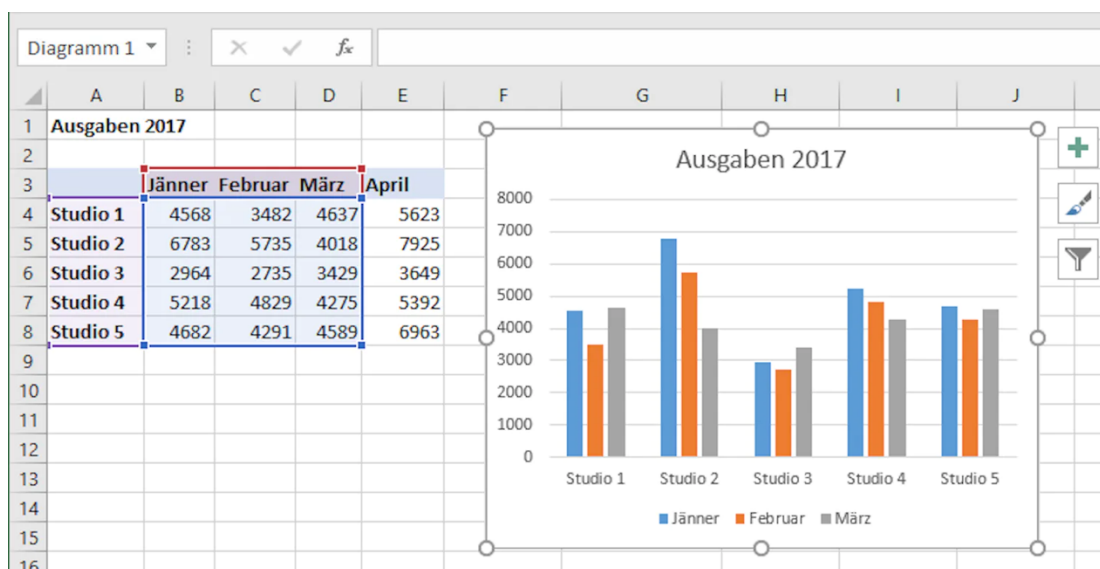 Diagramm 1
fx
A B C D E F G H I J
1 Ausgaben 2017
2
3 Jänner Februar März April
4 Studio 1 4568 3482 4637 5623
5 Studio 2 6783 5735 4018 7925
6 Studio 3 2964 2735 3429 3649
7 Studio 4 5218 4829 4275 5392
8 Studio 5 4682 4291 4589 6963
9
10
11
12
13
14
15
16
Ausgaben 2017
8000
7000
6000
5000
4000
3000
2000
1000
0
Studio 1 Studio 2 Studio 3 Studio 4 Studio 5
Jänner Februar März